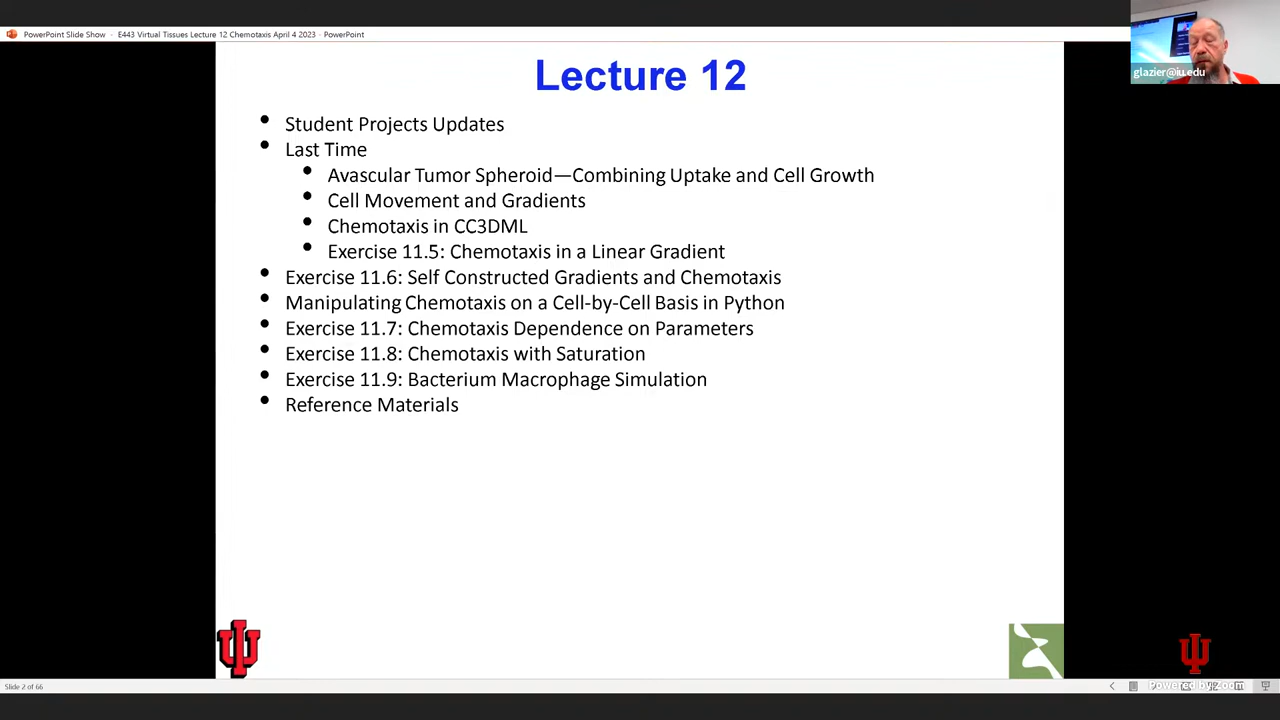 PowerPoint Slide Show - E443 Virtual Tissues Lecture 12 Chemotaxis April 4 2023 - PowerPoint
glazier@iu.edu
Lecture 12
• Student Projects Updates
• Last Time
• Avascular Tumor Spheroid—Combining Uptake and Cell Growth
• Cell Movement and Gradients
• Chemotaxis in CC3DML
• Exercise 11.5: Chemotaxis in a Linear Gradient
• Exercise 11.6: Self Constructed Gradients and Chemotaxis
• Manipulating Chemotaxis on a Cell-by-Cell Basis in Python
• Exercise 11.7: Chemotaxis Dependence on Parameters
• Exercise 11.8: Chemotaxis with Saturation
• Exercise 11.9: Bacterium Macrophage Simulation
• Reference Materials
Slide 2 of 66
Powered by Zoom